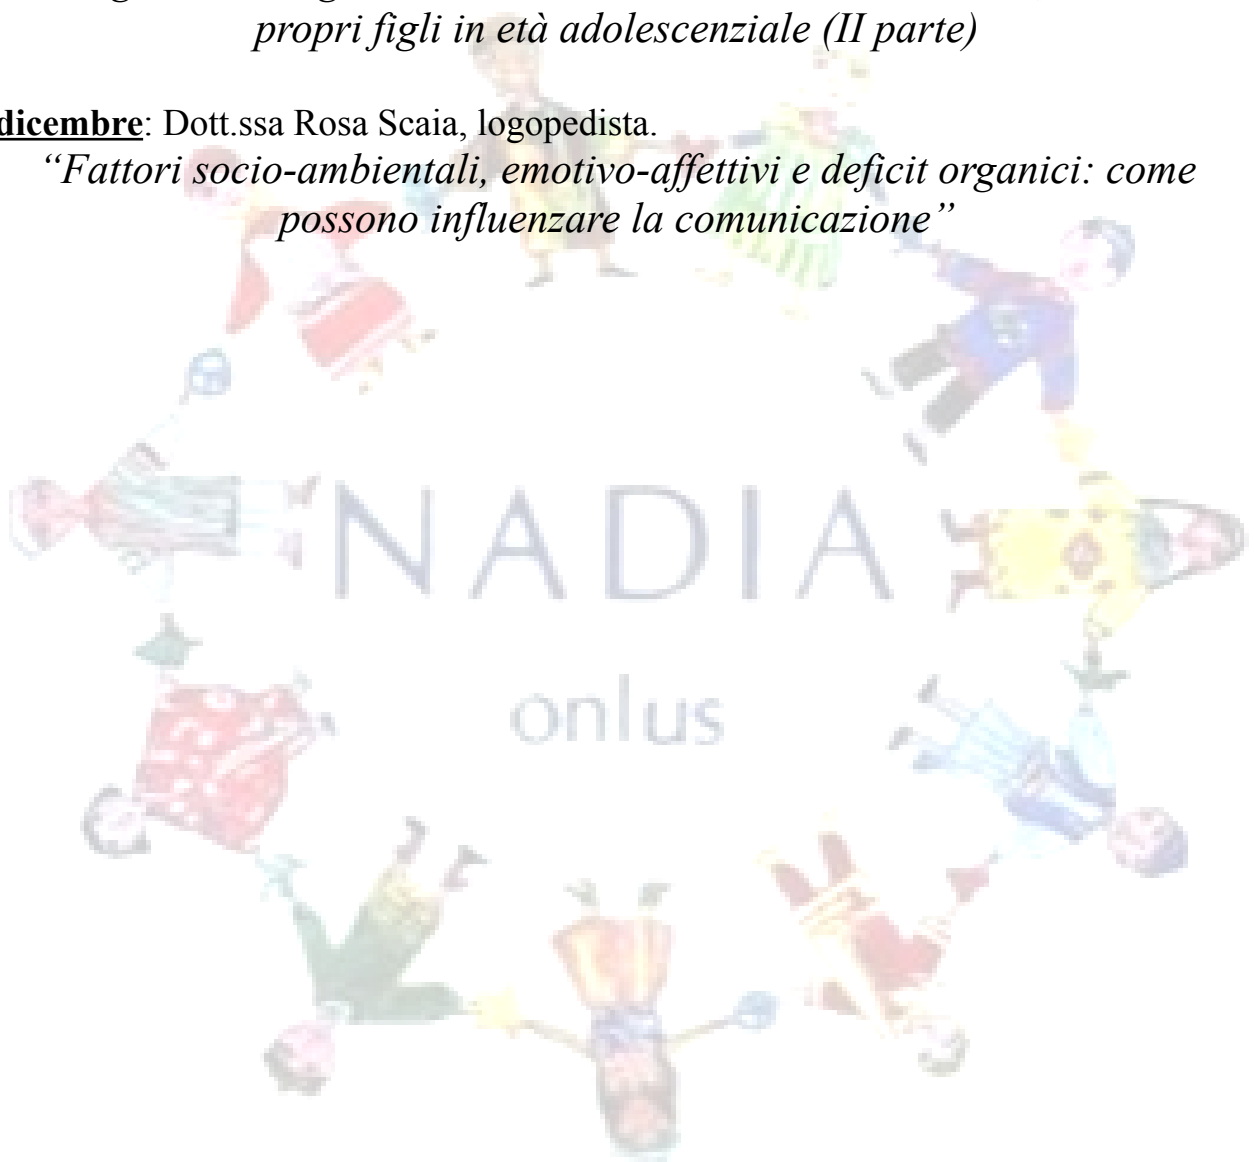 propri figli in età adolescenziale (II parte)
dicembre: Dott.ssa Rosa Scaia, logopedista.
“Fattori socio-ambientali, emotivo-affettivi e deficit organici: come
possono influenzare la comunicazione”
NADIA
onlus